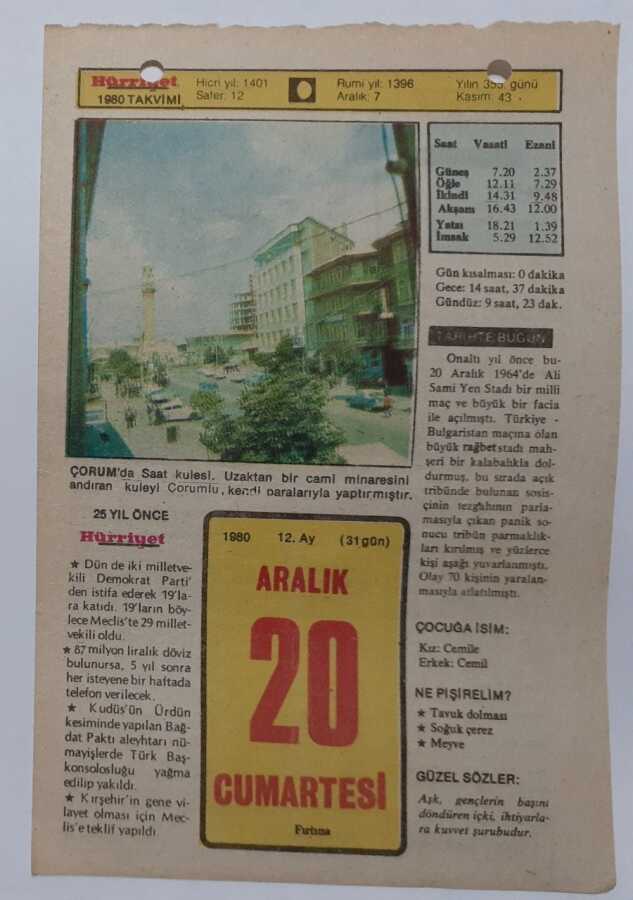 Hürriyet
1980 TAKVİMİ
Hicri yıl: 1401
Safer: 12
Rumi yıl: 1396
Aralık: 7
Yılın 355. günü
Kasım: 43
Saat Vasati Ezani
Güneş 7.20 2.37
Öğle 12.11 7.29
İkindi 14.31 9.48
Akşam 16.43 12.00
Yatsı 18.21 1.39
İmsak 5.29 12.52
Gün kısalması: 0 dakika
Gece: 14 saat, 37 dakika
Gündüz: 9 saat, 23 dak.
TARİHTE BUGÜN
Onaltı yıl önce bu-
20 Aralık 1964'de Ali
Sami Yen Stadı bir milli
maç ve büyük bir facia
ile açılmıştı. Türkiye -
Bulgaristan maçına olan
büyük rağbet stadı mah-
şeri bir kalabalıkla dol-
durmuş, bu sırada açık
tribünde bulunan sosis-
çinin tezgâhının parla-
masıyla çıkan panik so-
nucu tribün parmaklık-
ları kırılmış ve yüzlerce
kişi aşağı yuvarlanmıştı.
Olay 70 kişinin yaralan-
masıyla atlatılmıştı.
ÇOCUĞA İSİM:
Kız: Cemile
Erkek: Cemil
NE PİŞİRELİM?
★ Tavuk dolması
★ Soğuk çerez
★ Meyve
GÜZEL SÖZLER:
Aşk, gençlerin başını
döndüren içki, ihtiyarla-
ra kuvvet şurubudur.
ÇORUM'da Saat kulesi. Uzaktan bir cami minaresini
andıran kuleyi Çorumlu, kendi paralarıyla yaptırmıştır.
25 YIL ÖNCE
Hürriyet
★ Dün de iki milletve-
kili Demokrat Parti'
den istifa ederek 19'la-
ra katıdı. 19'ların böy-
lece Meclis'te 29 millet-
vekili oldu.
★ 87 milyon liralık döviz
bulunursa, 5 yıl sonra
her isteyene bir haftada
telefon verilecek.
★ Kudüs'ün Ürdün
kesiminde yapılan Bağ-
dat Paktı aleyhtarı nü-
mayişlerde Türk Baş-
konsolosluğu yağma
edilip yakıldı.
★ Kırşehir'in gene vi-
layet olması için Mec-
lis'e teklif yapıldı.
1980 12. Ay (31 gün)
ARALIK
20
CUMARTESİ
Fırtına